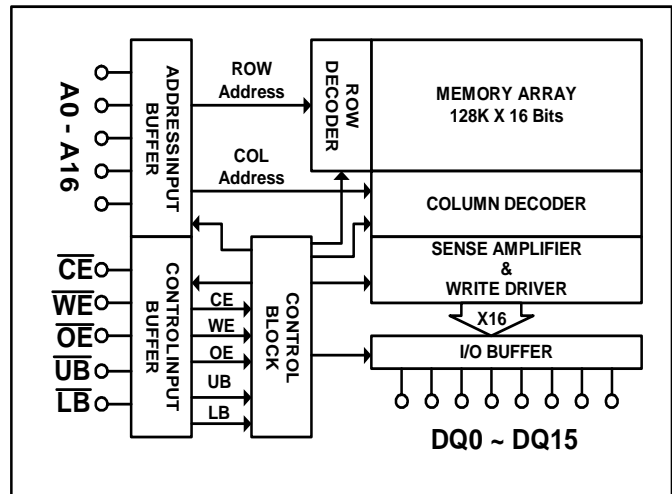 A0 - A16
ADDRESSINPUT
BUFFER
ROW
Address
COL
Address
ROW
DECODER
MEMORY ARRAY
128K X 16 Bits
COLUMN DECODER
SENSE AMPLIFIER
&
WRITE DRIVER
X16
I/O BUFFER
DQ0 ~ DQ15
CE
WE
OE
UB
LB
CONTROLINPUT
BUFFER
CE
WE
OE
UB
LB
CONTROL
BLOCK